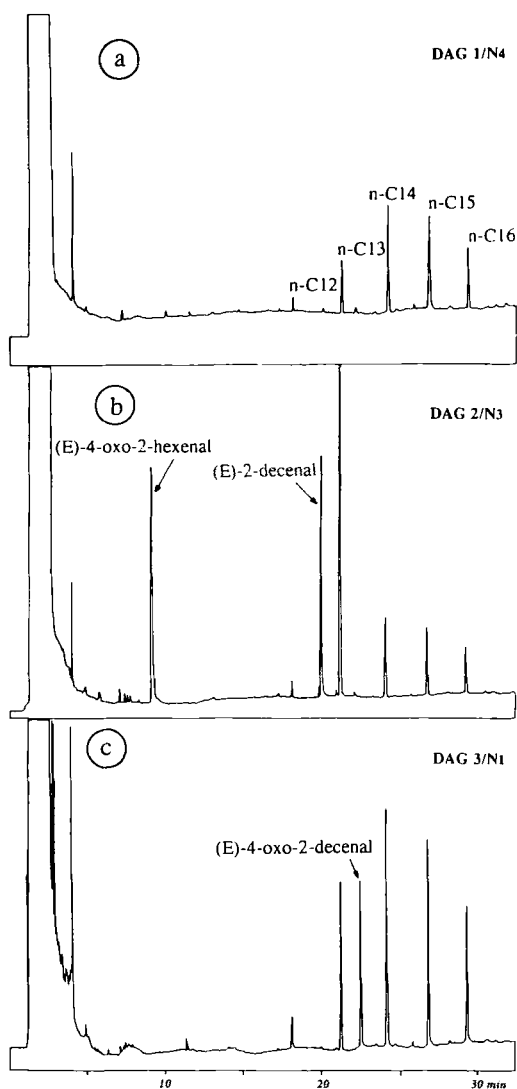 a
DAG 1/N4
n-C14
n-C15
n-C13
n-C16
n-C12
b
DAG 2/N3
(E)-4-oxo-2-hexenal
(E)-2-decenal
c
DAG 3/N1
(E)-4-oxo-2-decenal
10 20 30 min